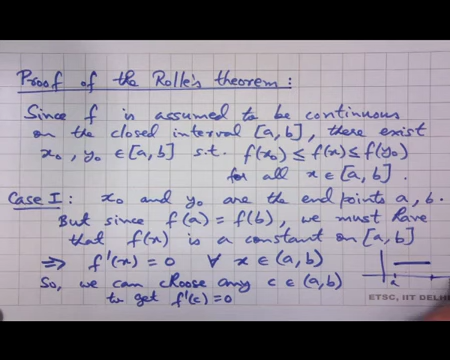 Proof of the Rolle's theorem :
Since f is assumed to be continuous
on the closed interval [a, b], there exist
x₀, y₀ ∈ [a, b] s.t. f(x₀) ≤ f(x) ≤ f(y₀)
for all x ∈ [a, b].
Case I : x₀ and y₀ are the end points a, b.
But since f(a) = f(b), we must have
that f(x) is a constant on [a, b]
⇒ f'(x) = 0 ∀ x ∈ (a, b)
So, we can choose any c ∈ (a, b)
to get f'(c) = 0
a
ETSC, IIT DELHI